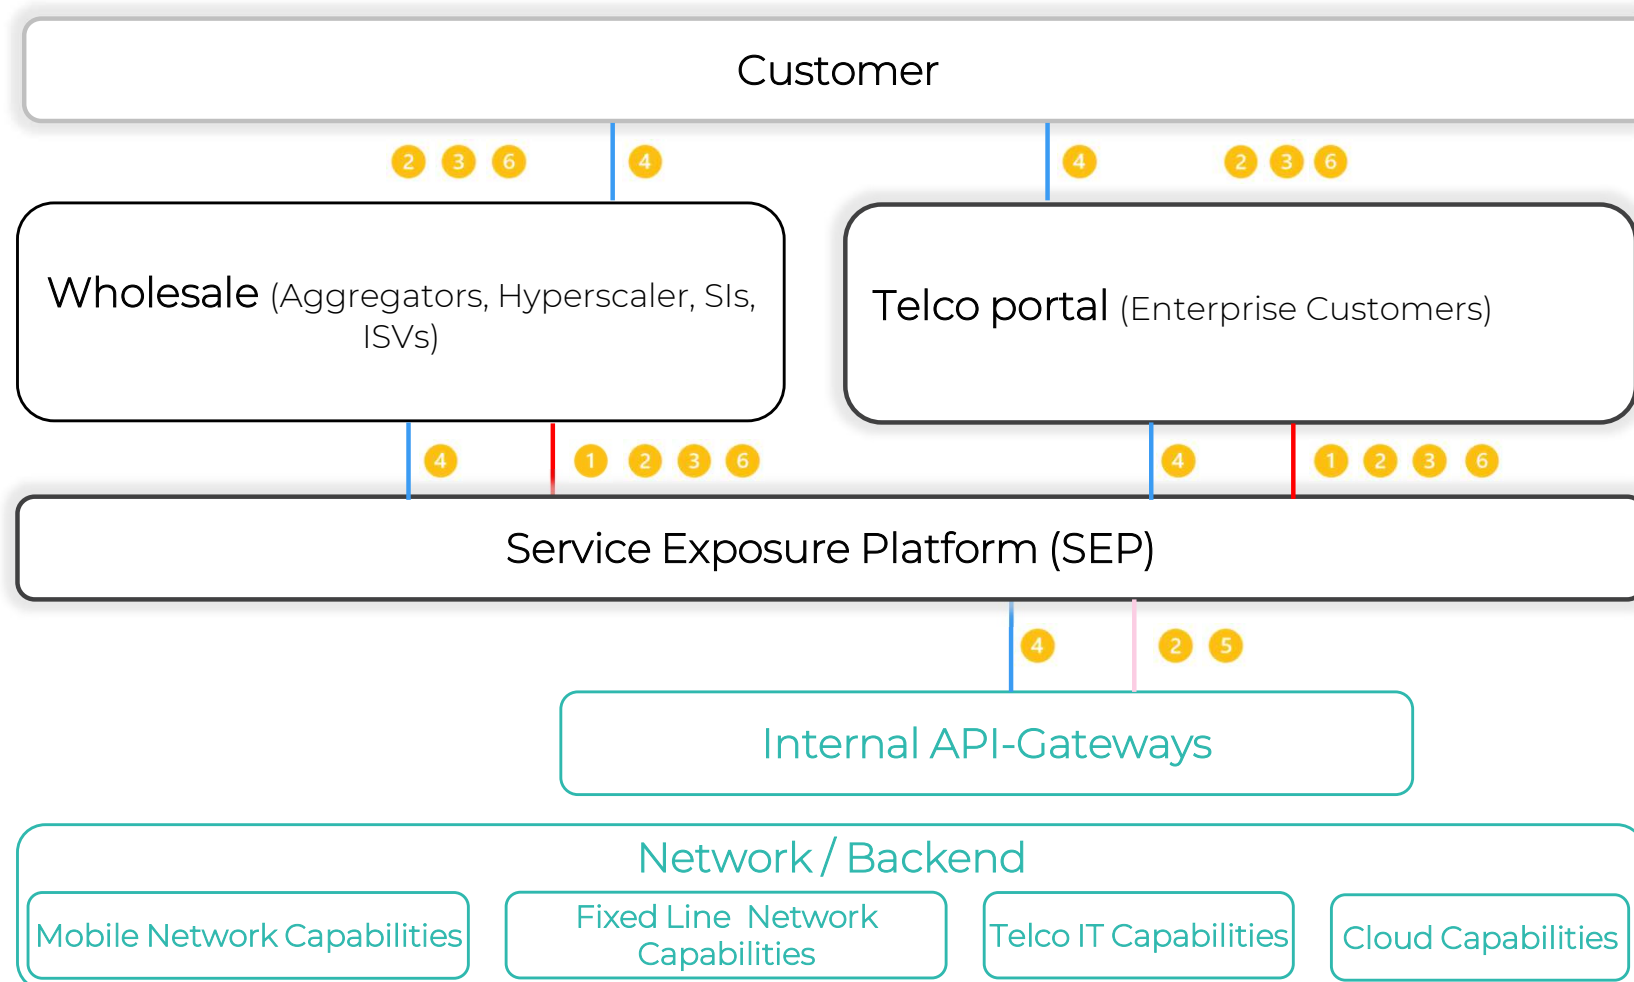 Customer
2 3 6 4 4 2 3 6
Wholesale (Aggregators, Hyperscaler, SIs,
ISVs)
Telco portal (Enterprise Customers)
4 1 2 3 6 4 1 2 3 6
Service Exposure Platform (SEP)
4 2 5
Internal API-Gateways
Network / Backend
Mobile Network Capabilities
Fixed Line Network
Capabilities
Telco IT Capabilities
Cloud Capabilities